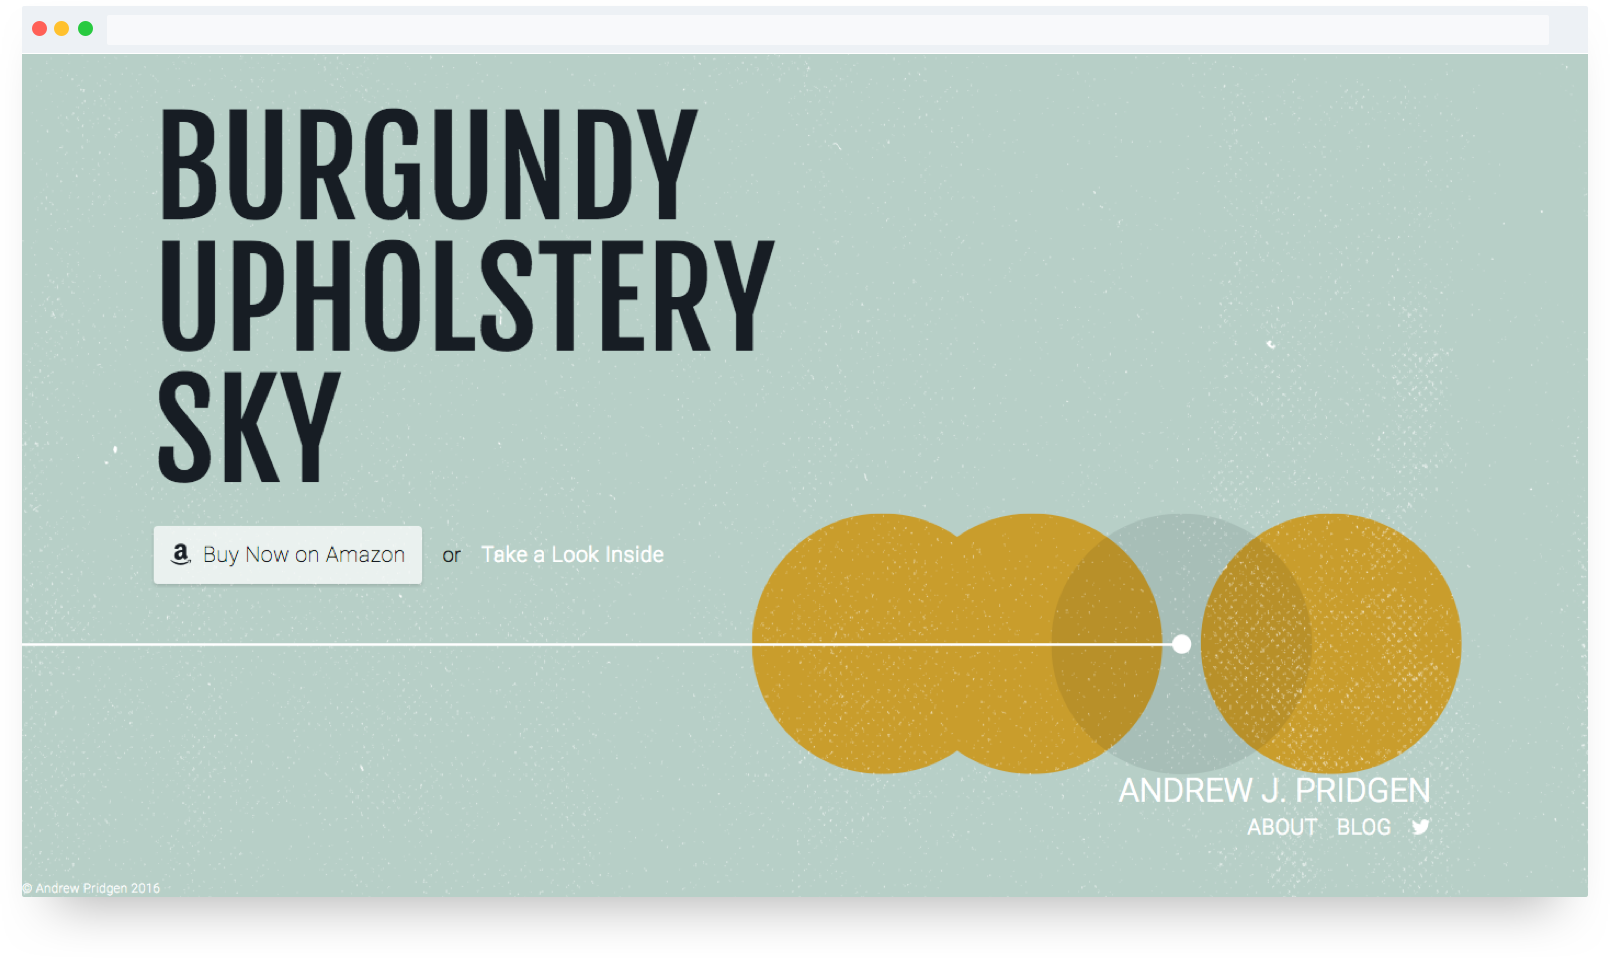 BURGUNDY
UPHOLSTERY
SKY
Buy Now on Amazon or Take a Look Inside
ANDREW J. PRIDGEN
ABOUT BLOG
© Andrew Pridgen 2016